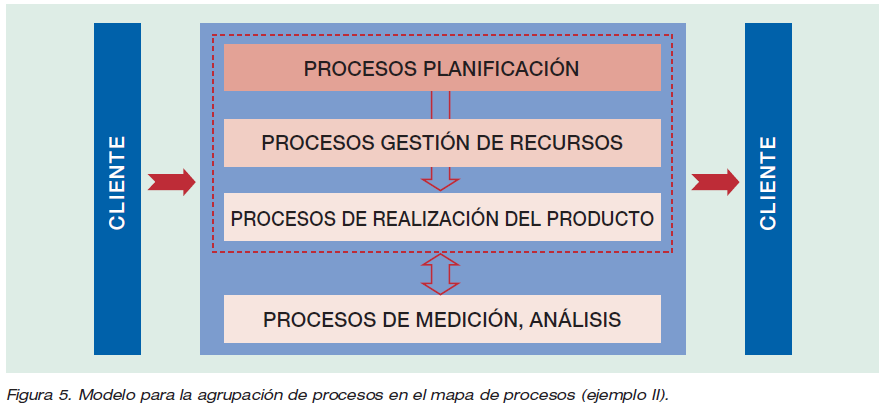 CLIENTE
PROCESOS PLANIFICACIÓN
PROCESOS GESTIÓN DE RECURSOS
PROCESOS DE REALIZACIÓN DEL PRODUCTO
PROCESOS DE MEDICIÓN, ANÁLISIS
CLIENTE
Figura 5. Modelo para la agrupación de procesos en el mapa de procesos (ejemplo II).